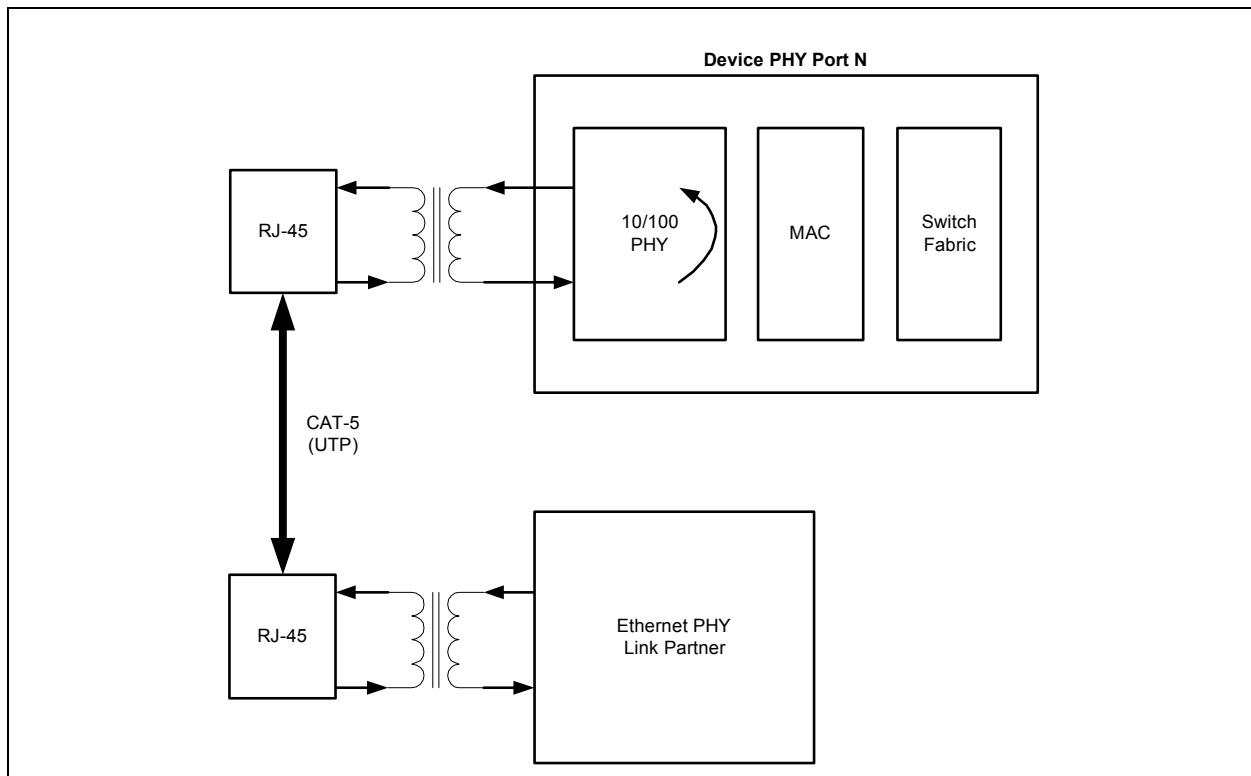 Device PHY Port N
RJ-45
10/100
PHY
MAC
Switch
Fabric
CAT-5
(UTP)
RJ-45
Ethernet PHY
Link Partner